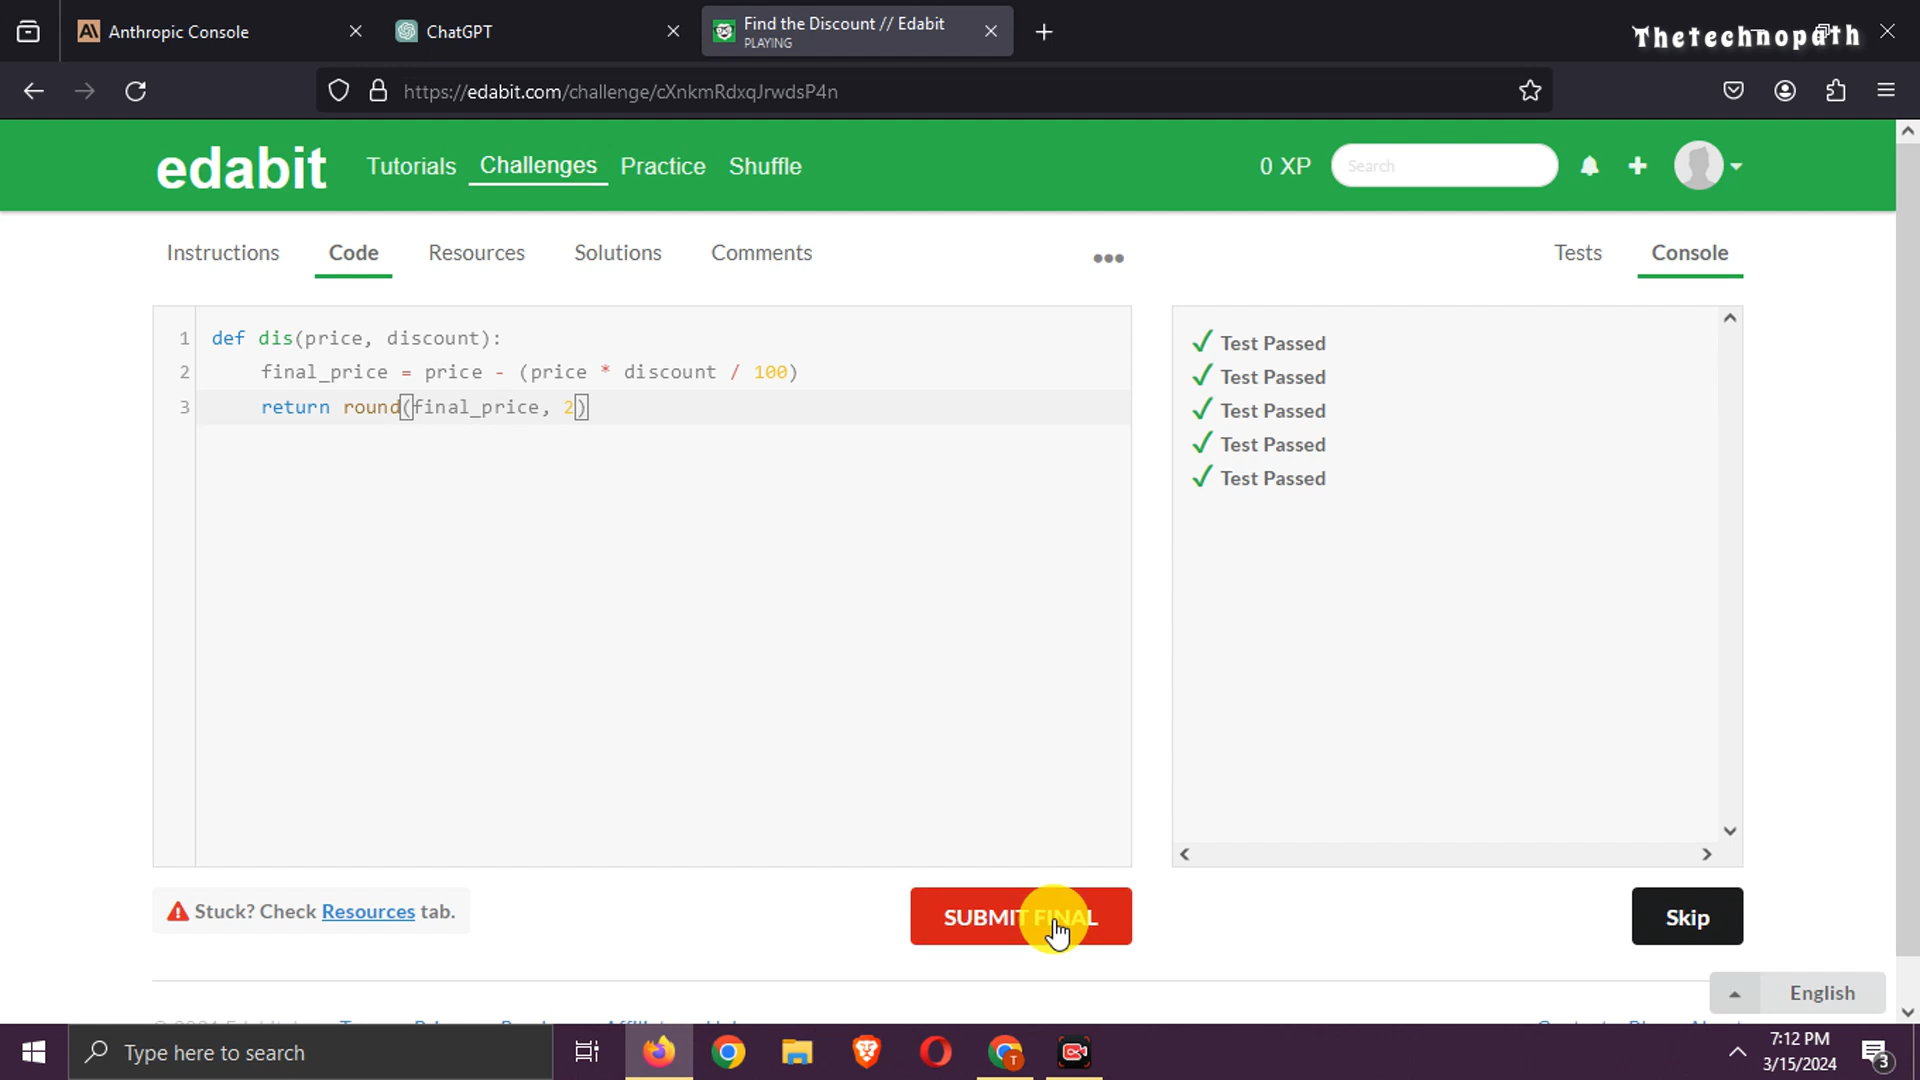 Anthropic Console
ChatGPT
Find the Discount // Edabit
PLAYING
Thetechnopath
https://edabit.com/challenge/cXnkmRdxqJrwdsP4n
edabit
Tutorials
Challenges
Practice
Shuffle
0 XP
Search
Instructions
Code
Resources
Solutions
Comments
Tests
Console
1 def dis(price, discount):
2 final_price = price - (price * discount / 100)
3 return round(final_price, 2)
Test Passed
Test Passed
Test Passed
Test Passed
Test Passed
Stuck? Check Resources tab.
SUBMIT FINAL
Skip
English
Type here to search
T
7:12 PM
3/15/2024
3